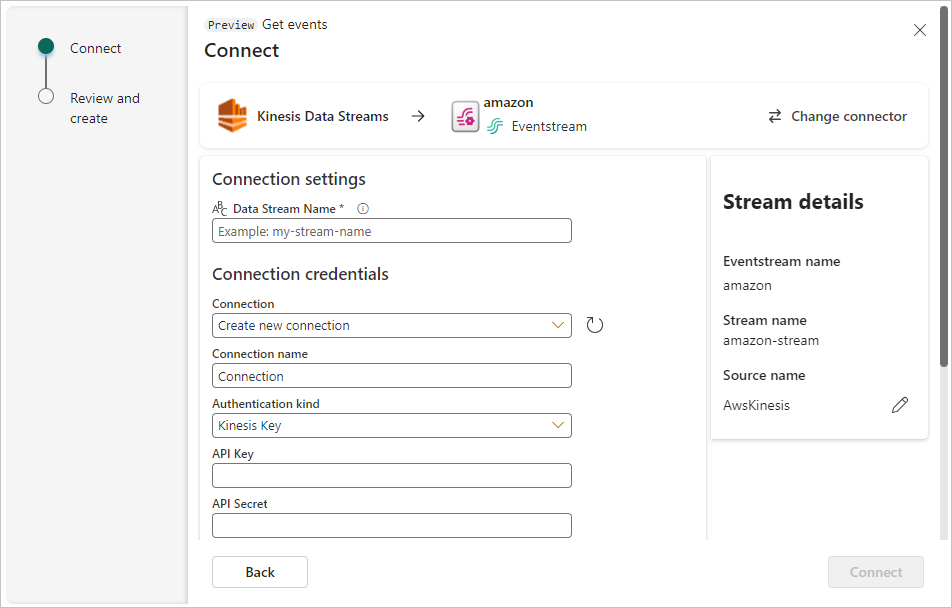 Connect
Review and
create
Preview Get events
Connect
Kinesis Data Streams
amazon
Eventstream
Change connector
Connection settings
Data Stream Name *
Example: my-stream-name
Connection credentials
Connection
Create new connection
Connection name
Connection
Authentication kind
Kinesis Key
API Key
API Secret
Stream details
Eventstream name
amazon
Stream name
amazon-stream
Source name
AwsKinesis
Back
Connect